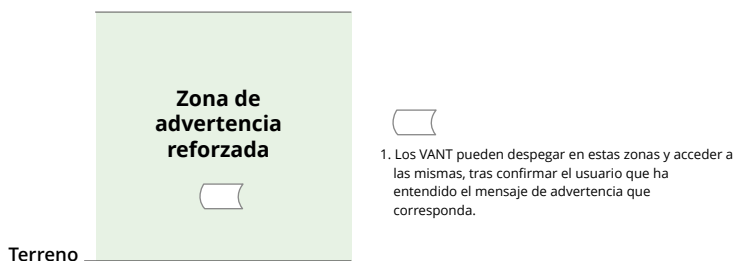 Zona de
advertencia
reforzada
1. Los VANT pueden despegar en estas zonas y acceder a
las mismas, tras confirmar el usuario que ha
entendido el mensaje de advertencia que
corresponda.
Terreno